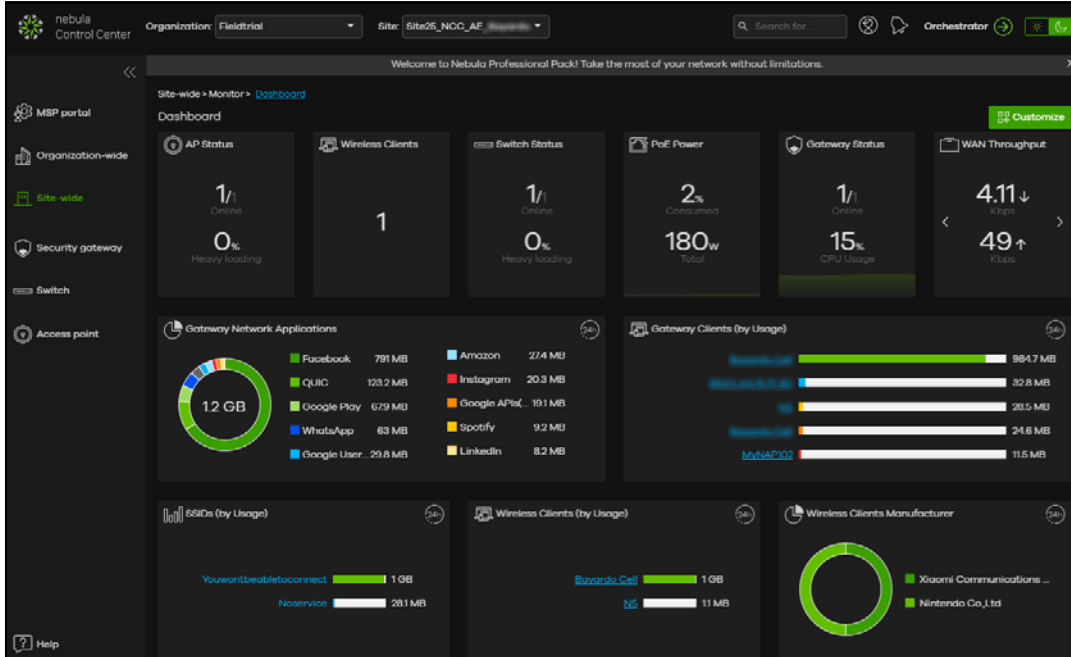 nebula
Control Center
Organization: Fieldtrial
Site: Site25_NCC_AE_
Search for...
Orchestrator
Welcome to Nebula Professional Pack! Take the most of your network without limitations.
Site-wide > Monitor > Dashboard
Dashboard
Customize
MSP portal
Organization-wide
Site-wide
Security gateway
Switch
Access point
Help
AP Status
1/1
Online
0%
Heavy loading
Wireless Clients
1
Switch Status
1/1
Online
0%
Heavy loading
PoE Power
2%
Consumed
180w
Total
Gateway Status
1/1
Online
15%
CPU Usage
WAN Throughput
4.11↓
Kbps
49↑
Kbps
Gateway Network Applications
24h
1.2 GB
Facebook 791 MB
QUIC 123.2 MB
Google Play 67.9 MB
WhatsApp 63 MB
Google User... 29.8 MB
Amazon 27.4 MB
Instagram 20.3 MB
Google APIs(... 19.1 MB
Spotify 9.2 MB
LinkedIn 8.2 MB
Gateway Clients (by Usage)
24h
984.7 MB
32.8 MB
28.5 MB
24.6 MB
MyNAP102 11.5 MB
SSIDs (by Usage)
24h
Youwontbeabletoconnect 1 GB
Noservice 28.1 MB
Wireless Clients (by Usage)
24h
Bayardo Cell 1 GB
NS 11 MB
Wireless Clients Manufacturer
24h
Xiaomi Communications ...
Nintendo Co,Ltd